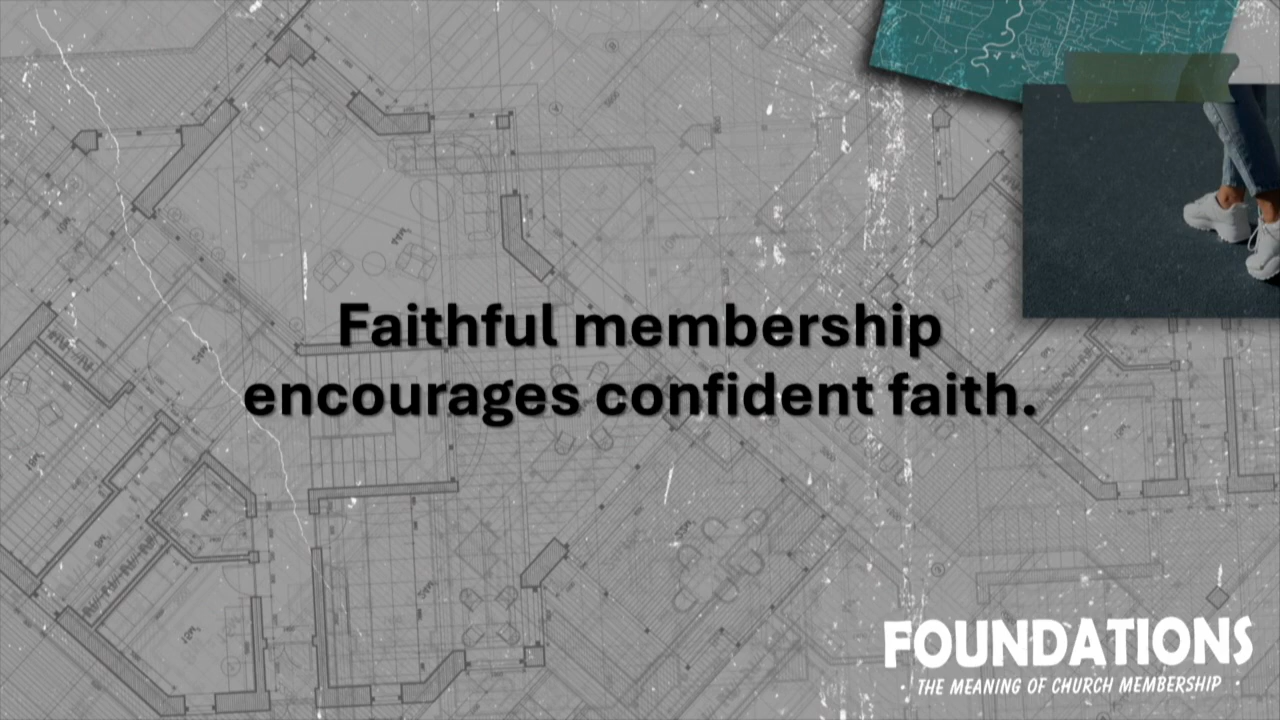 Faithful membership
encourages confident faith.
FOUNDATIONS
· THE MEANING OF CHURCH MEMBERSHIP ·